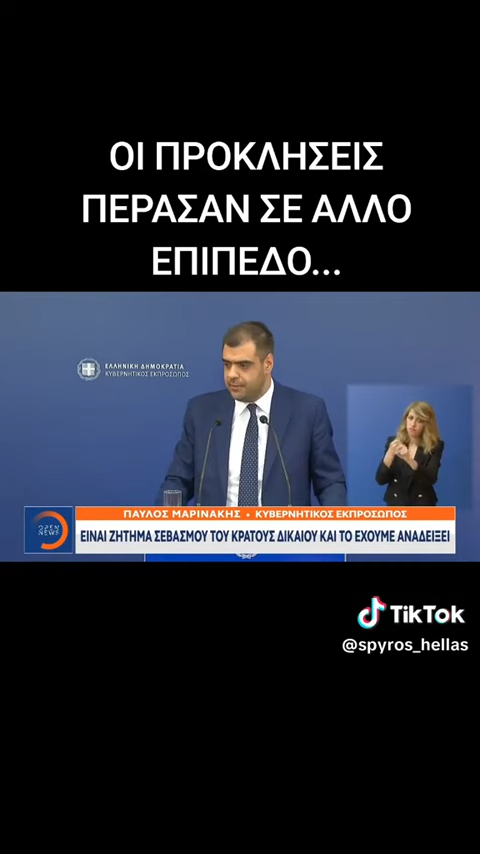 ΟΙ ΠΡΟΚΛΗΣΕΙΣ
ΠΕΡΑΣΑΝ ΣΕ ΑΛΛΟ
ΕΠΙΠΕΔΟ...
ΕΛΛΗΝΙΚΗ ΔΗΜΟΚΡΑΤΙΑ
ΚΥΒΕΡΝΗΤΙΚΟΣ ΕΚΠΡΟΣΩΠΟΣ
ΠΑΥΛΟΣ ΜΑΡΙΝΑΚΗΣ • ΚΥΒΕΡΝΗΤΙΚΟΣ ΕΚΠΡΟΣΩΠΟΣ
OPEN
NEWS
ΕΙΝΑΙ ΖΗΤΗΜΑ ΣΕΒΑΣΜΟΥ ΤΟΥ ΚΡΑΤΟΥΣ ΔΙΚΑΙΟΥ ΚΑΙ ΤΟ ΕΧΟΥΜΕ ΑΝΑΔΕΙΞΕΙ
TikTok
@spyros_hellas